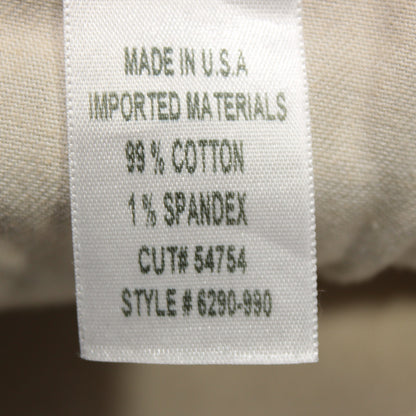 MADE IN U.S.A
IMPORTED MATERIALS
99 % COTTON
1 % SPANDEX
CUT# 54754
STYLE # 6290-990